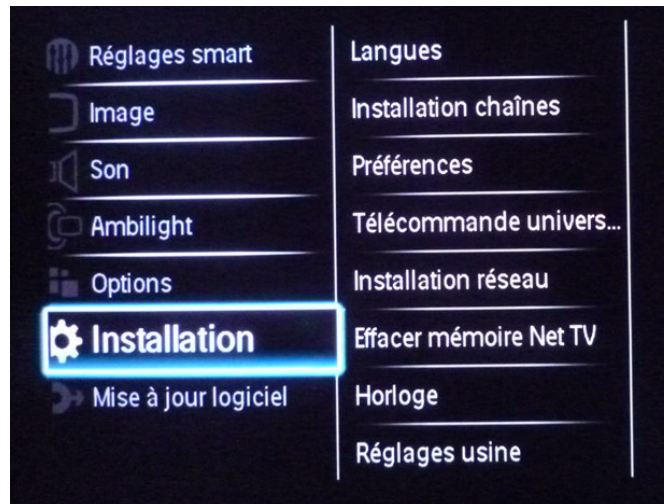 Réglages smart
Image
Son
Ambilight
Options
Installation
Mise à jour logiciel
Langues
Installation chaînes
Préférences
Télécommande univers...
Installation réseau
Effacer mémoire Net TV
Horloge
Réglages usine